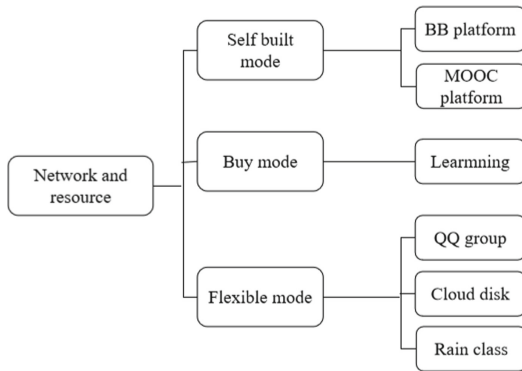 Network and
resource
Self built
mode
BB platform
MOOC
platform
Buy mode
Learmning
Flexible mode
QQ group
Cloud disk
Rain class